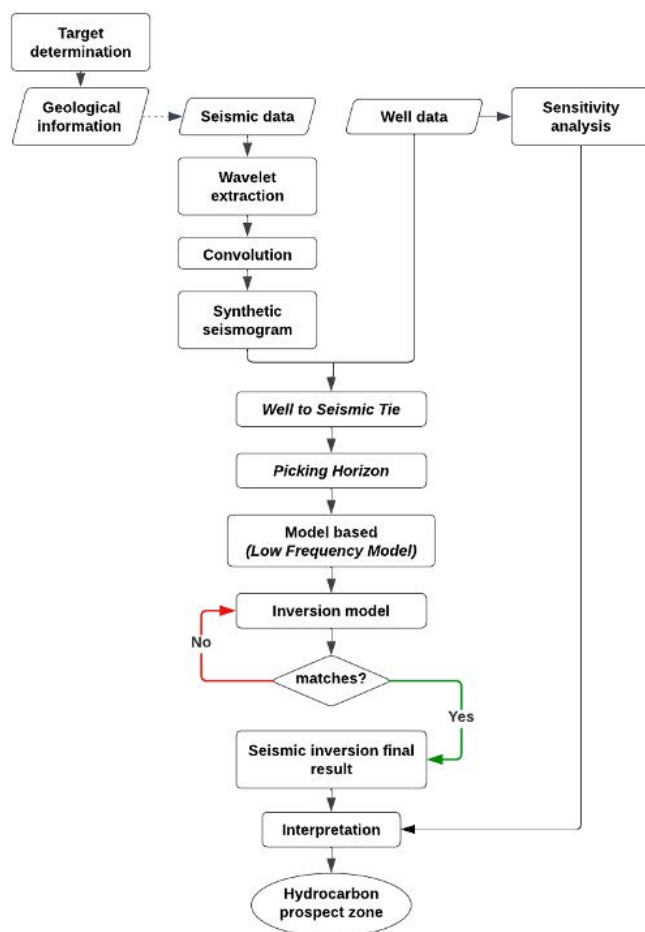 Target
determination
Geological
information
Seismic data
Well data
Sensitivity
analysis
Wavelet
extraction
Convolution
Synthetic
seismogram
Well to Seismic Tie
Picking Horizon
Model based
(Low Frequency Model)
Inversion model
No
matches?
Yes
Seismic inversion final
result
Interpretation
Hydrocarbon
prospect zone